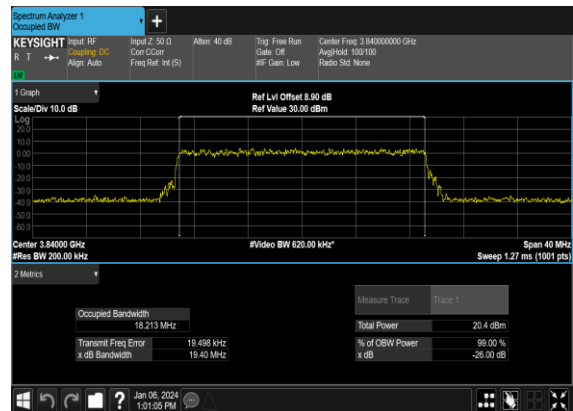 Spectrum Analyzer 1
Occupied BW
+
KEYSIGHT Input: RF Input Z: 50 Ω Atten: 40 dB Trig: Free Run Center Freq: 3.840000000 GHz
R T Coupling: DC Corr CCorr Gate: Off Avg|Hold: 100/100
Align: Auto Freq Ref: Int (S) #IF Gain: Low Radio Std: None
LW
1 Graph
Ref Lvl Offset 8.90 dB
Scale/Div 10.0 dB Ref Value 30.00 dBm
Log
20.0
10.0
0.00
-10.0
-20.0
-30.0
-40.0
-50.0
-60.0
Center 3.84000 GHz #Video BW 620.00 kHz* Span 40 MHz
#Res BW 200.00 kHz Sweep 1.27 ms (1001 pts)
2 Metrics
Measure Trace Trace 1
Occupied Bandwidth
18.213 MHz Total Power 20.4 dBm
Transmit Freq Error 19.498 kHz % of OBW Power 99.00 %
x dB Bandwidth 19.40 MHz x dB -26.00 dB
? Jan 06, 2024
1:01:05 PM